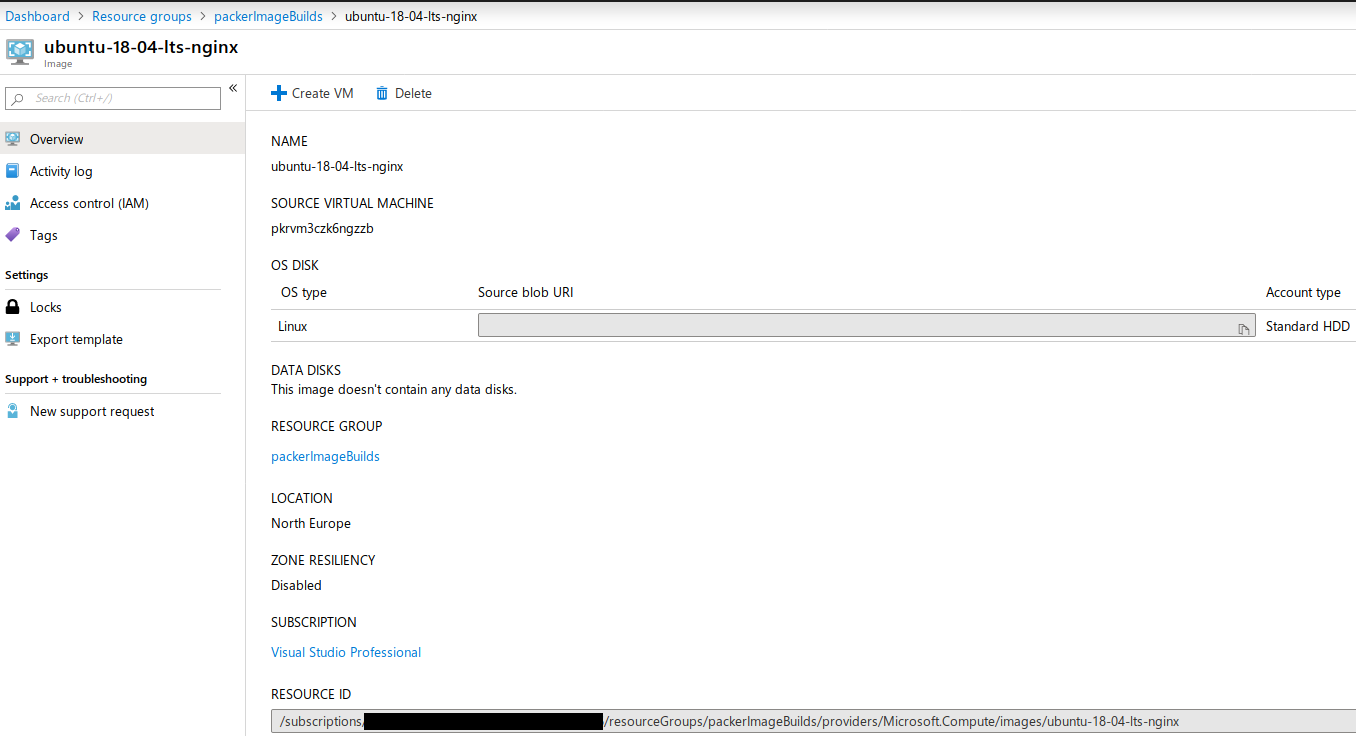 Dashboard > Resource groups > packerImageBuilds > ubuntu-18-04-lts-nginx
ubuntu-18-04-lts-nginx
Image
Search (Ctrl+/)
«
Overview
Activity log
Access control (IAM)
Tags
Settings
Locks
Export template
Support + troubleshooting
New support request
Create VM
Delete
NAME
ubuntu-18-04-lts-nginx
SOURCE VIRTUAL MACHINE
pkrvm3czk6ngzzb
OS DISK
OS type Source blob URI Account type
Linux Standard HDD
DATA DISKS
This image doesn't contain any data disks.
RESOURCE GROUP
packerImageBuilds
LOCATION
North Europe
ZONE RESILIENCY
Disabled
SUBSCRIPTION
Visual Studio Professional
RESOURCE ID
/subscriptions/ /resourceGroups/packerImageBuilds/providers/Microsoft.Compute/images/ubuntu-18-04-lts-nginx